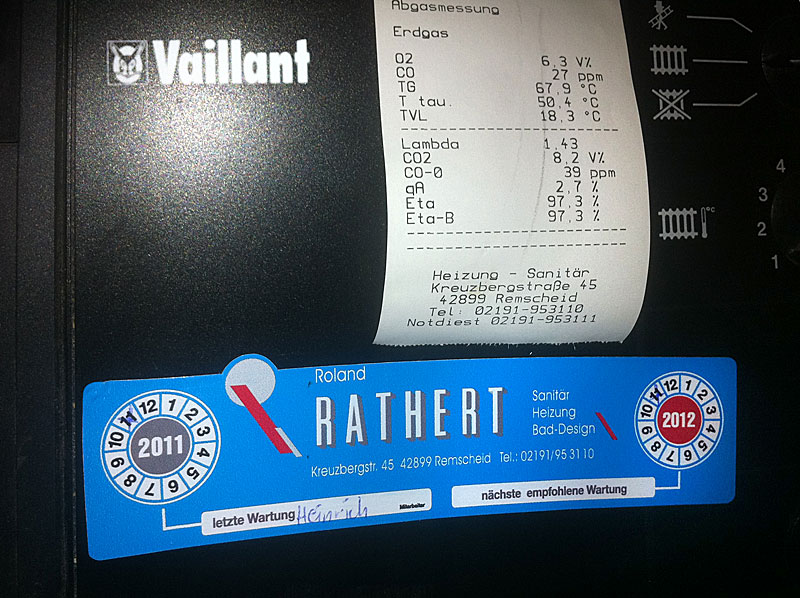 Vaillant
Abgasmessung
Erdgas
O2 6,3 V%
CO 27 ppm
TG 67,9 °C
T tau. 50,4 °C
TVL 18,3 °C
Lambda 1,43
CO2 8,2 V%
CO-0 39 ppm
qA 2,7 %
Eta 97,3 %
Eta-B 97,3 %
Heizung - Sanitär
Kreuzbergstraße 45
42899 Remscheid
Tel: 02191-953110
Notdiest 02191-953111
°C
4
3
2
1
Roland
RATHERT
Sanitär
Heizung
Bad-Design
Kreuzbergstr. 45 42899 Remscheid Tel.: 02191/95 31 10
2011
1 2 3 4 5 6 7 8 9 10 11 12
letzte Wartung Heinrich Mitarbeiter
2012
1 2 3 4 5 6 7 8 9 10 11 12
nächste empfohlene Wartung